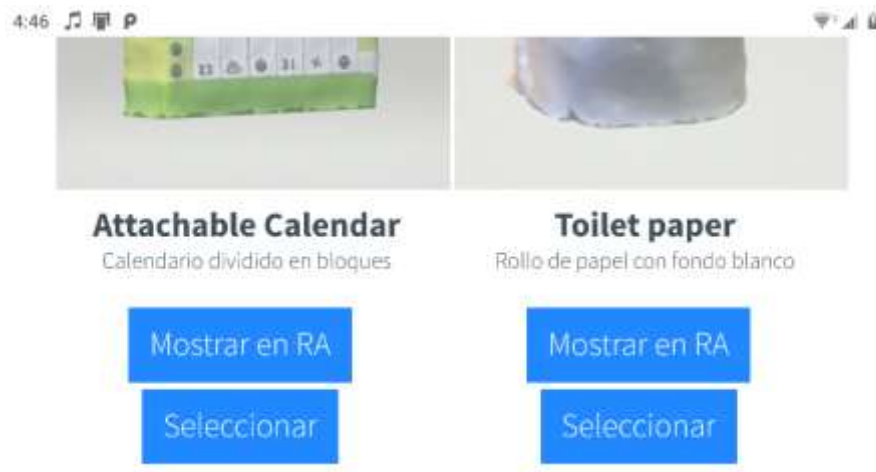 4:46
Attachable Calendar
Calendario dividido en bloques
Mostrar en RA
Seleccionar
Toilet paper
Rollo de papel con fondo blanco
Mostrar en RA
Seleccionar